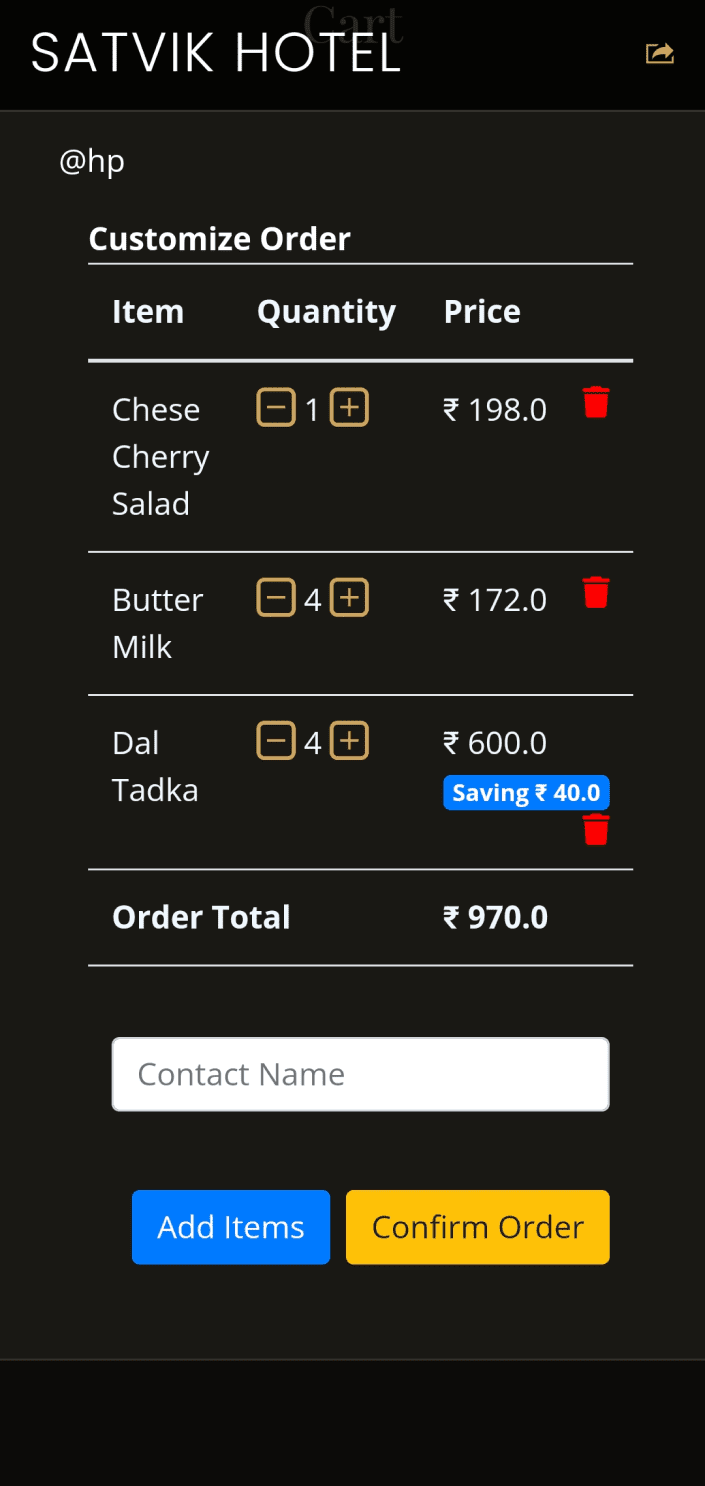 Cart
SATVIK HOTEL
@hp
Customize Order
Item Quantity Price
Chese Cherry Salad 1 ₹ 198.0
Butter Milk 4 ₹ 172.0
Dal Tadka 4 ₹ 600.0
Saving ₹ 40.0
Order Total ₹ 970.0
Contact Name
Add Items Confirm Order